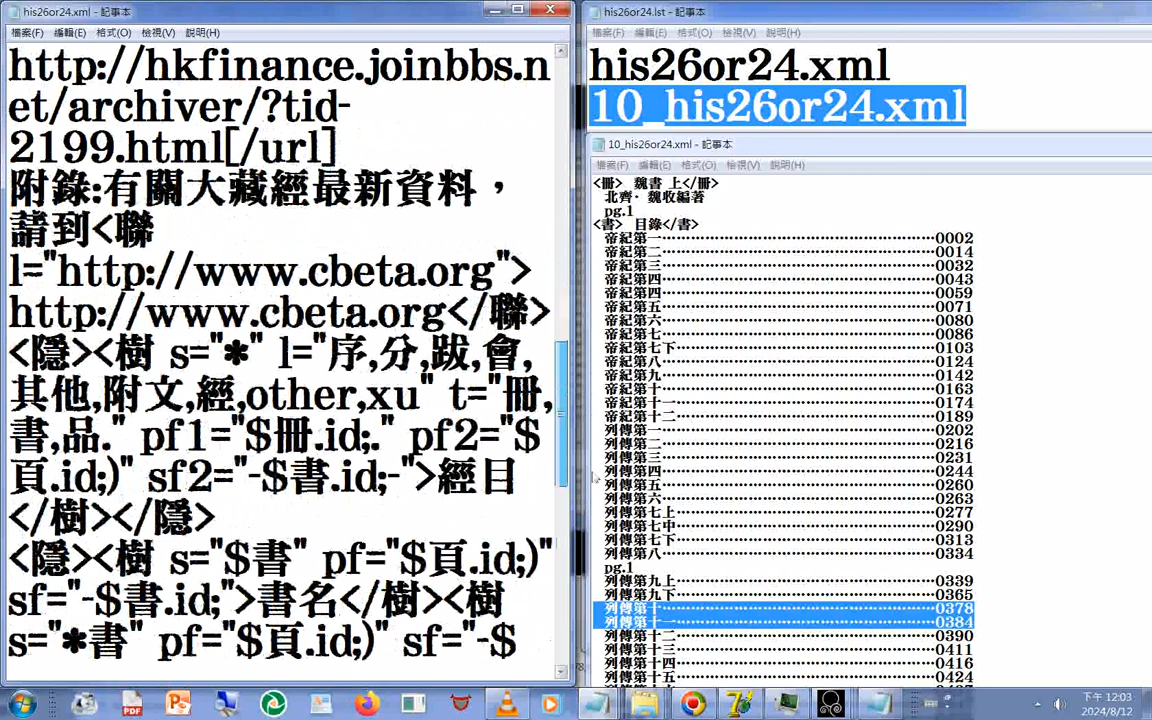 his26or24.xml - 記事本
檔案(F) 編輯(E) 格式(O) 檢視(V) 說明(H)
http://hkfinance.joinbbs.n
et/archiver/?tid-
2199.html[/url]
附錄:有關大藏經最新資料，
請到<聯
l="http://www.cbeta.org">
http://www.cbeta.org</聯>
<隱><樹 s="*" l="序,分,跋,會,
其他,附文,經,other,xu" t="冊,
書,品." pf1="$冊.id;." pf2="$
頁.id;)" sf2="-$書.id;-">經目
</樹></隱>
<隱><樹 s="$書" pf="$頁.id;)"
sf="-$書.id;">書名</樹><樹
s="*書" pf="$頁.id;)" sf="-$
his26or24.lst - 記事本
檔案(F) 編輯(E) 格式(O) 檢視(V) 說明(H)
his26or24.xml
10_his26or24.xml
10_his26or24.xml - 記事本
檔案(F) 編輯(E) 格式(O) 檢視(V) 說明(H)
<冊> 魏書 上</冊>
北齊· 魏收編著
pg.1
<書> 目錄</書>
帝紀第一⋯⋯⋯⋯⋯⋯⋯⋯⋯⋯0002
帝紀第二⋯⋯⋯⋯⋯⋯⋯⋯⋯⋯0014
帝紀第三⋯⋯⋯⋯⋯⋯⋯⋯⋯⋯0032
帝紀第四⋯⋯⋯⋯⋯⋯⋯⋯⋯⋯0043
帝紀第四⋯⋯⋯⋯⋯⋯⋯⋯⋯⋯0059
帝紀第五⋯⋯⋯⋯⋯⋯⋯⋯⋯⋯0071
帝紀第六⋯⋯⋯⋯⋯⋯⋯⋯⋯⋯0080
帝紀第七⋯⋯⋯⋯⋯⋯⋯⋯⋯⋯0086
帝紀第七下⋯⋯⋯⋯⋯⋯⋯⋯⋯0103
帝紀第八⋯⋯⋯⋯⋯⋯⋯⋯⋯⋯0124
帝紀第九⋯⋯⋯⋯⋯⋯⋯⋯⋯⋯0142
帝紀第十⋯⋯⋯⋯⋯⋯⋯⋯⋯⋯0163
帝紀第十一⋯⋯⋯⋯⋯⋯⋯⋯⋯0174
帝紀第十二⋯⋯⋯⋯⋯⋯⋯⋯⋯0189
列傳第一⋯⋯⋯⋯⋯⋯⋯⋯⋯⋯0202
列傳第二⋯⋯⋯⋯⋯⋯⋯⋯⋯⋯0216
列傳第三⋯⋯⋯⋯⋯⋯⋯⋯⋯⋯0231
列傳第四⋯⋯⋯⋯⋯⋯⋯⋯⋯⋯0244
列傳第五⋯⋯⋯⋯⋯⋯⋯⋯⋯⋯0260
列傳第六⋯⋯⋯⋯⋯⋯⋯⋯⋯⋯0263
列傳第七上⋯⋯⋯⋯⋯⋯⋯⋯⋯0277
列傳第七中⋯⋯⋯⋯⋯⋯⋯⋯⋯0290
列傳第七下⋯⋯⋯⋯⋯⋯⋯⋯⋯0313
列傳第八⋯⋯⋯⋯⋯⋯⋯⋯⋯⋯0334
pg.1
列傳第九上⋯⋯⋯⋯⋯⋯⋯⋯⋯0339
列傳第九下⋯⋯⋯⋯⋯⋯⋯⋯⋯0365
列傳第十⋯⋯⋯⋯⋯⋯⋯⋯⋯⋯0378
列傳第十一⋯⋯⋯⋯⋯⋯⋯⋯⋯0384
列傳第十二⋯⋯⋯⋯⋯⋯⋯⋯⋯0390
列傳第十三⋯⋯⋯⋯⋯⋯⋯⋯⋯0411
列傳第十四⋯⋯⋯⋯⋯⋯⋯⋯⋯0416
列傳第十五⋯⋯⋯⋯⋯⋯⋯⋯⋯0424
下午 12:03
2024/8/12